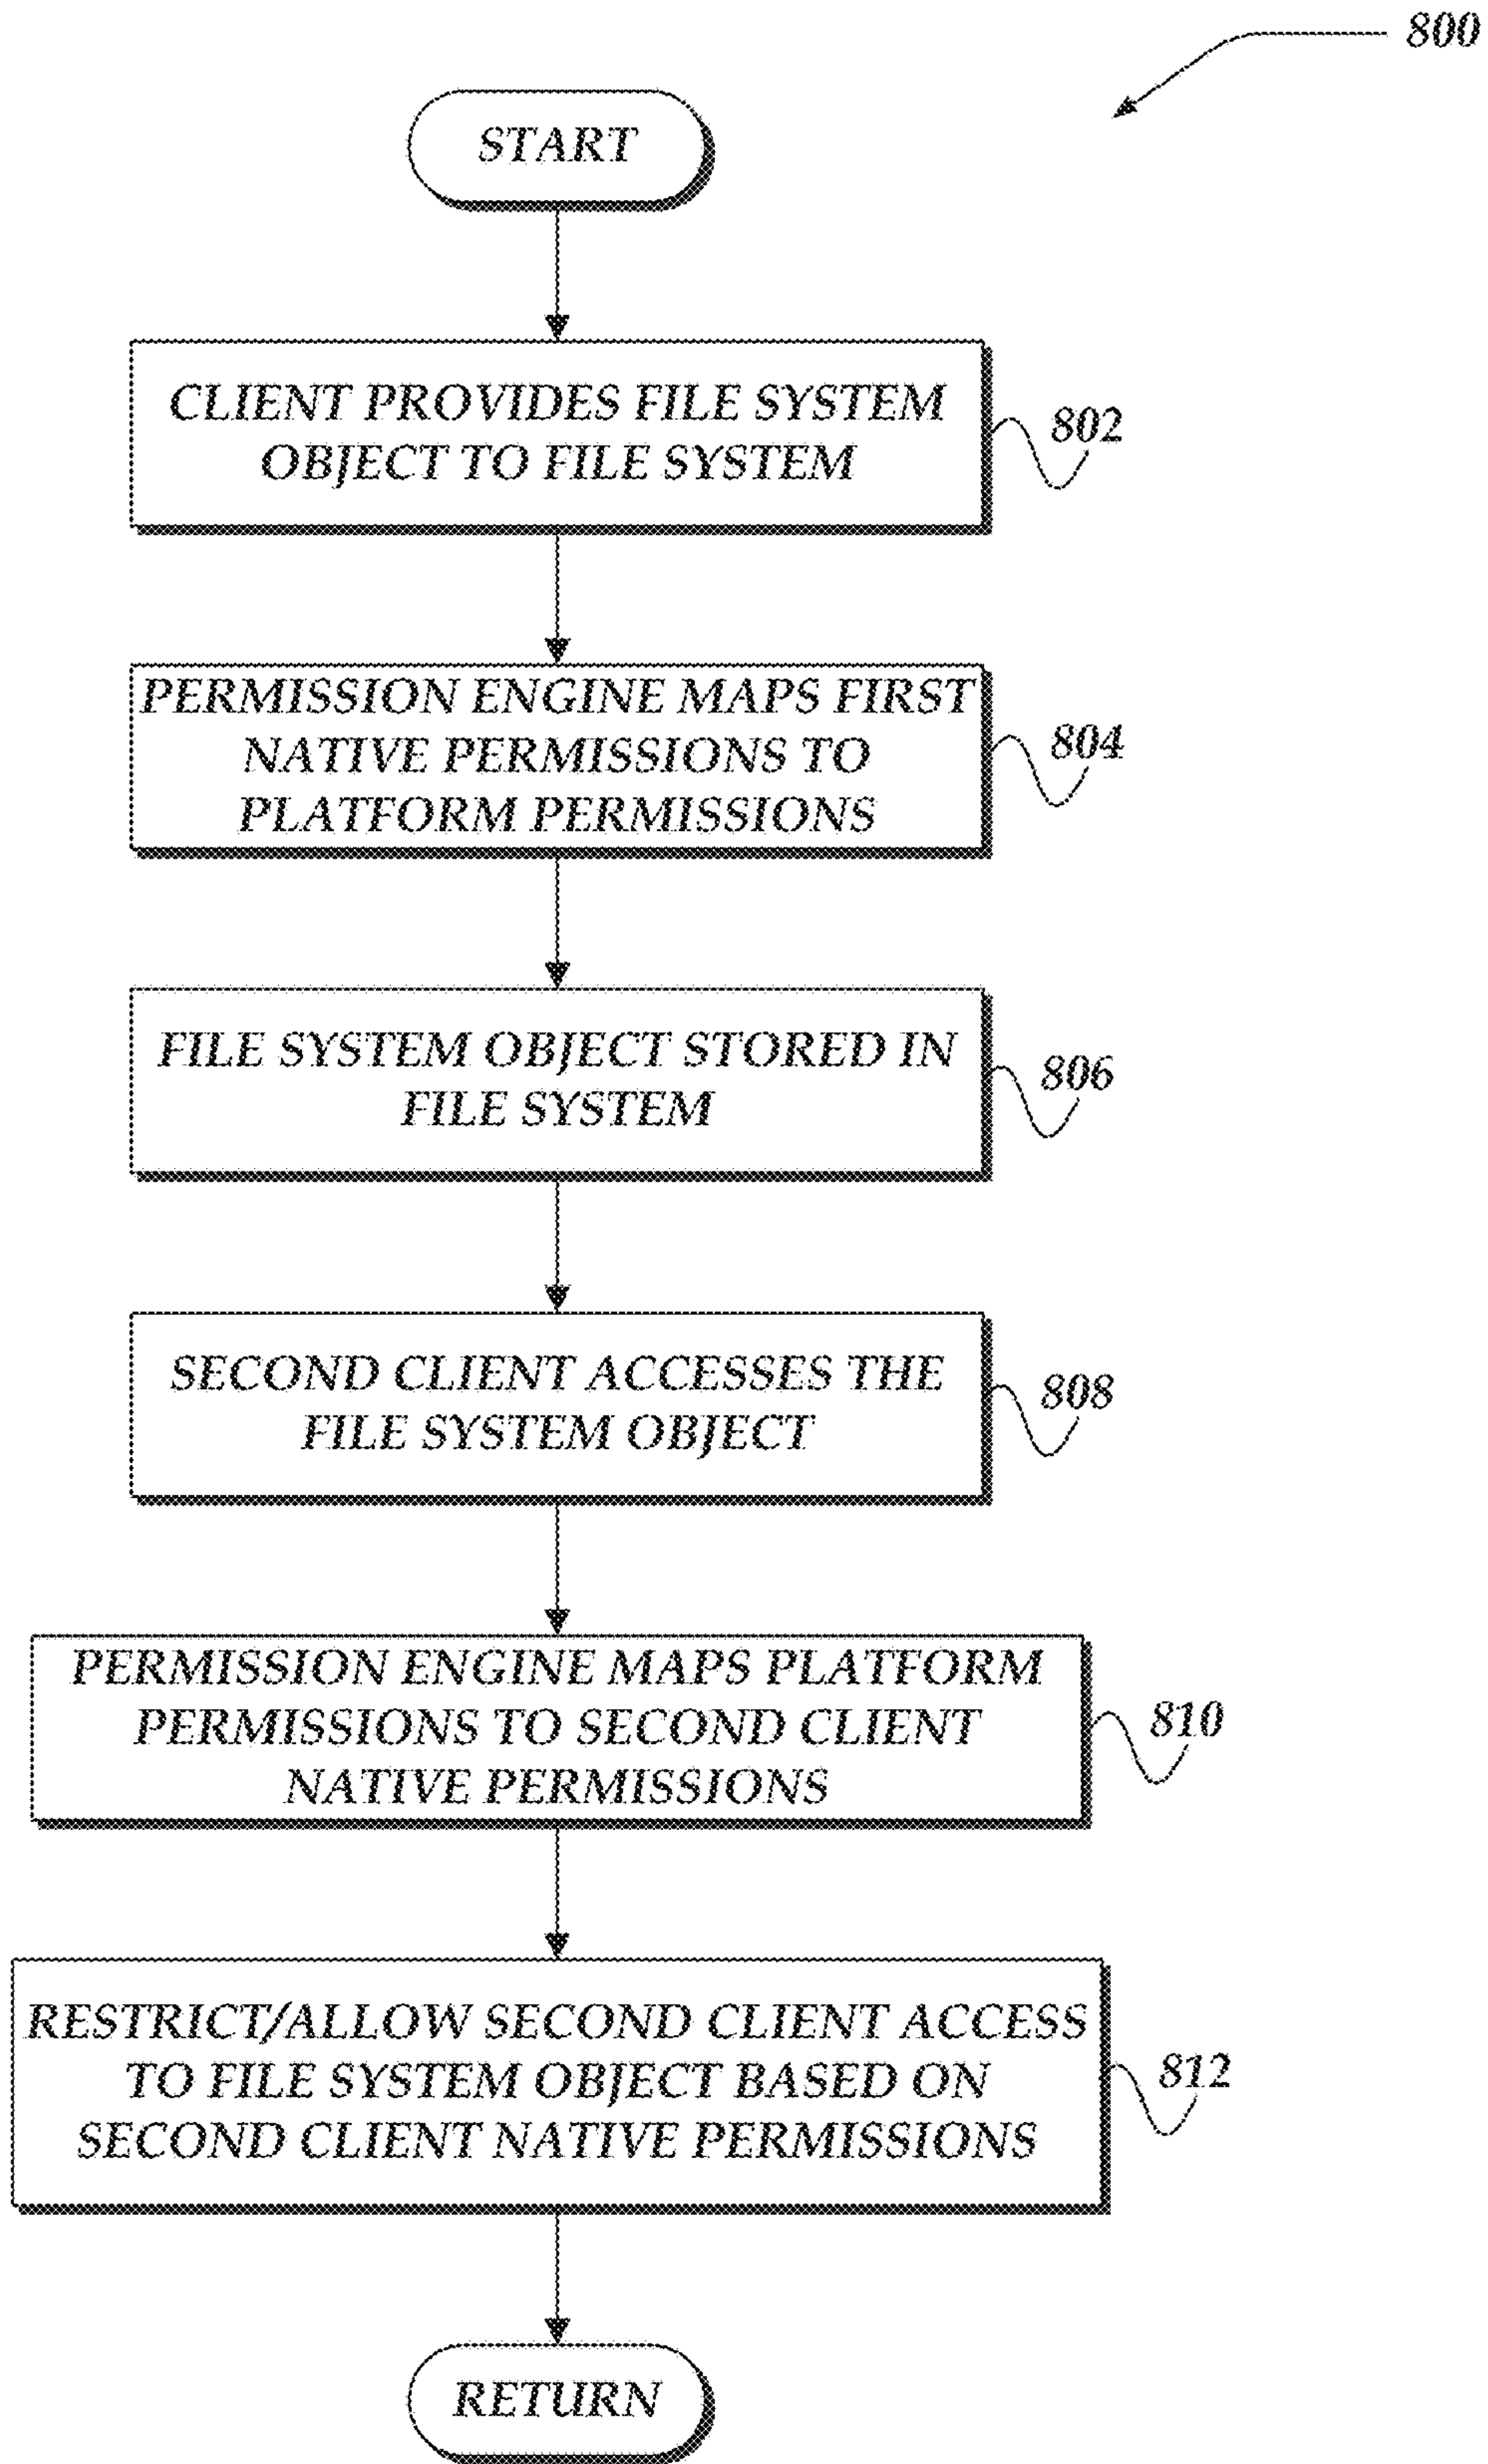 800
START
CLIENT PROVIDES FILE SYSTEM
OBJECT TO FILE SYSTEM
802
PERMISSION ENGINE MAPS FIRST
NATIVE PERMISSIONS TO
PLATFORM PERMISSIONS
804
FILE SYSTEM OBJECT STORED IN
FILE SYSTEM
806
SECOND CLIENT ACCESSES THE
FILE SYSTEM OBJECT
808
PERMISSION ENGINE MAPS PLATFORM
PERMISSIONS TO SECOND CLIENT
NATIVE PERMISSIONS
810
RESTRICT/ALLOW SECOND CLIENT ACCESS
TO FILE SYSTEM OBJECT BASED ON
SECOND CLIENT NATIVE PERMISSIONS
812
RETURN